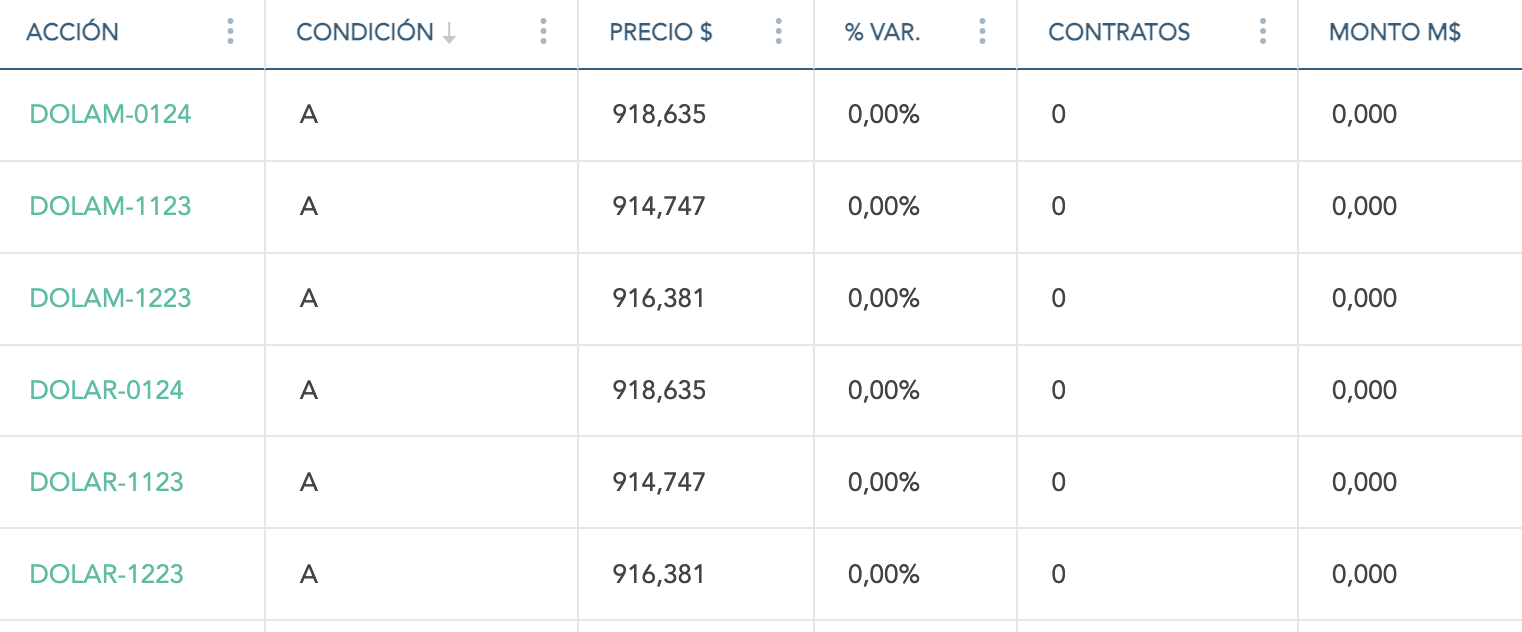 ACCIÓN CONDICIÓN ↓ PRECIO $ % VAR. CONTRATOS MONTO M$
DOLAM-0124 A 918,635 0,00% 0 0,000
DOLAM-1123 A 914,747 0,00% 0 0,000
DOLAM-1223 A 916,381 0,00% 0 0,000
DOLAR-0124 A 918,635 0,00% 0 0,000
DOLAR-1123 A 914,747 0,00% 0 0,000
DOLAR-1223 A 916,381 0,00% 0 0,000